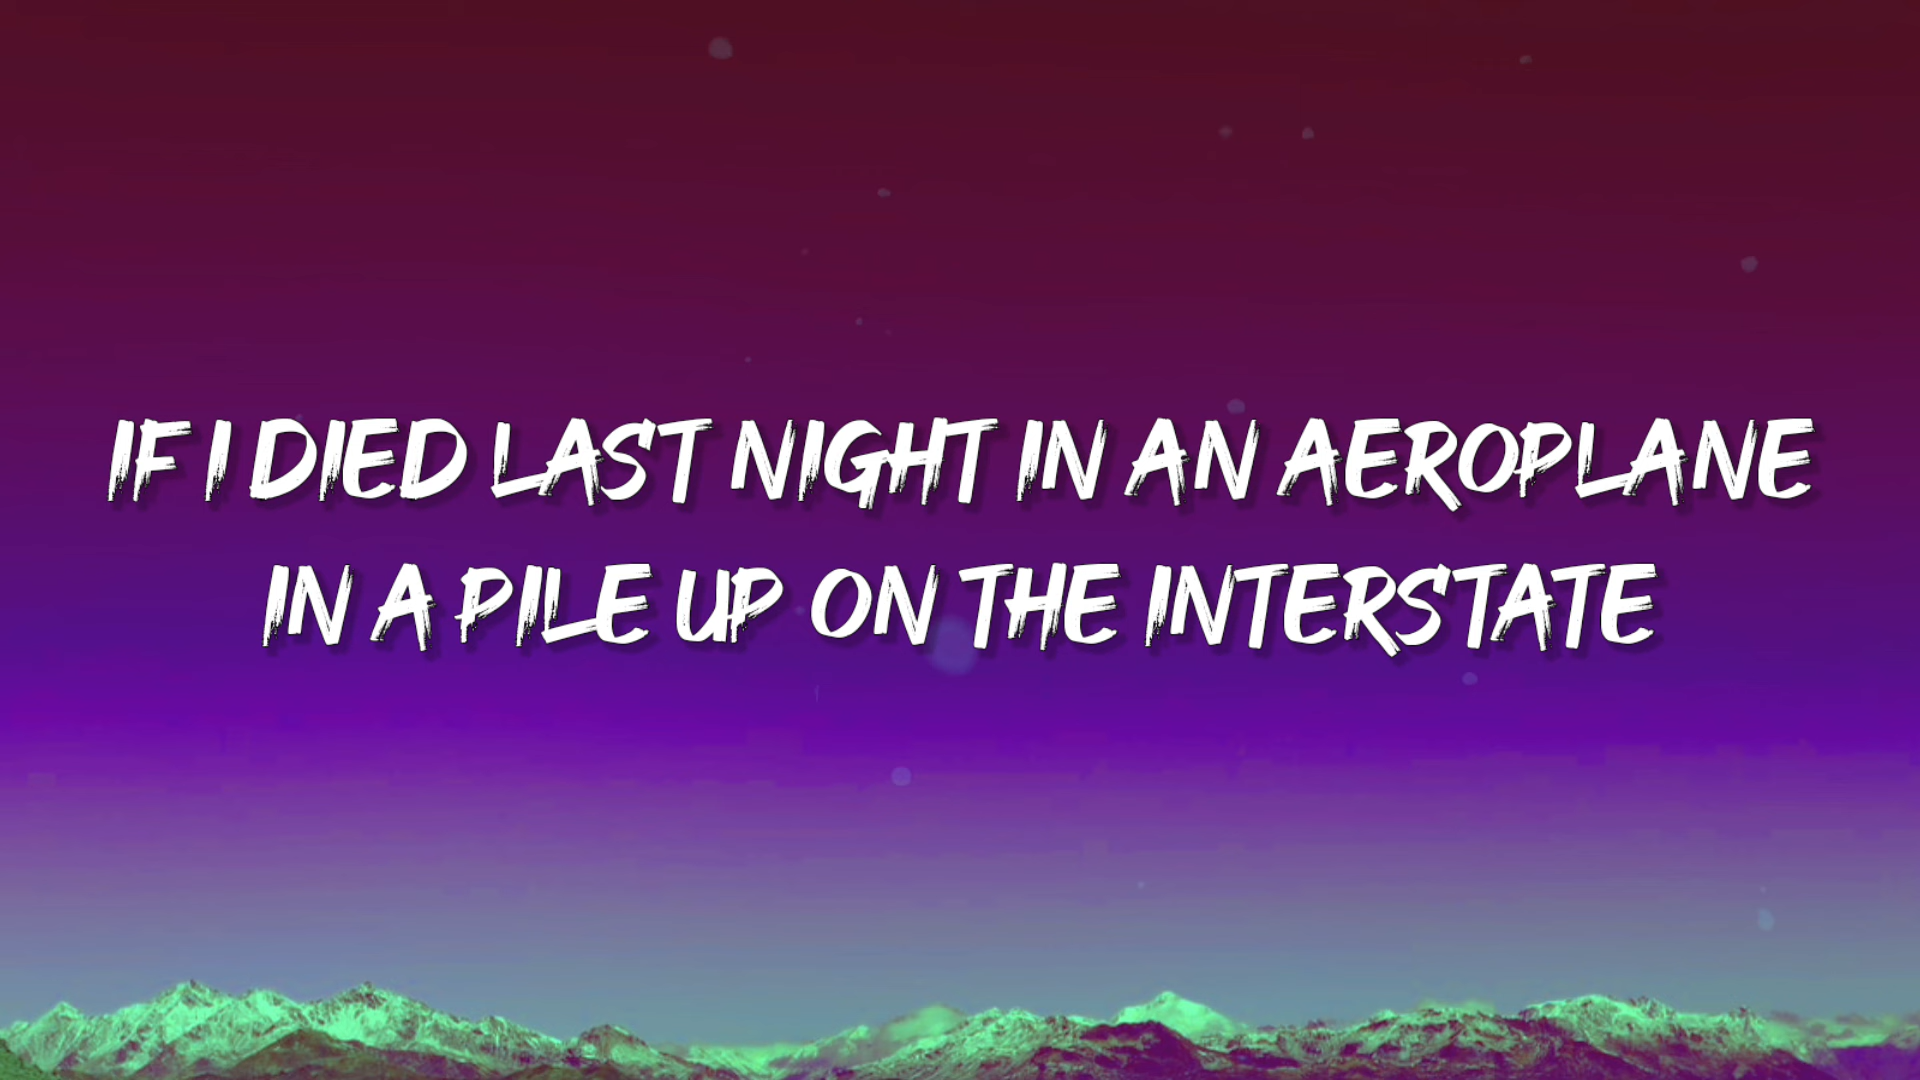 IF I DIED LAST NIGHT IN AN AEROPLANE
IN A PILE UP ON THE INTERSTATE